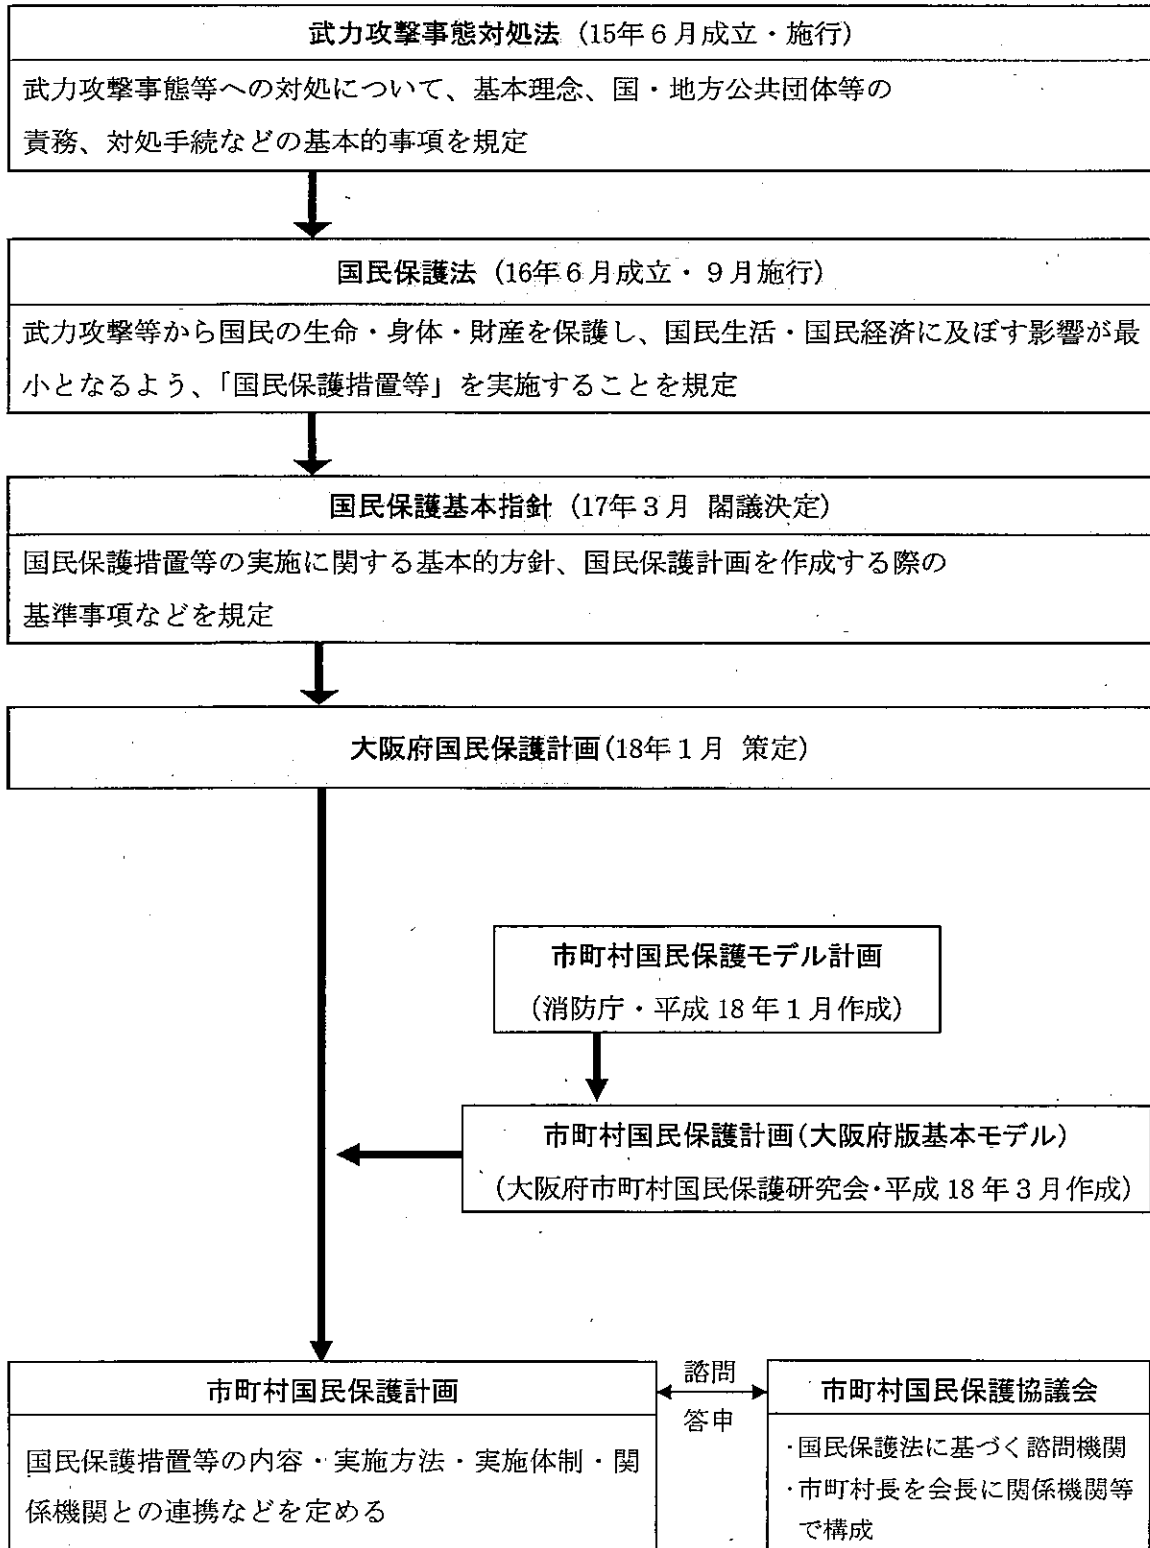 武力攻撃事態対処法（15年６月成立・施行）
武力攻撃事態等への対処について、基本理念、国・地方公共団体等の
責務、対処手続などの基本的事項を規定
国民保護法（16年６月成立・９月施行）
武力攻撃等から国民の生命・身体・財産を保護し、国民生活・国民経済に及ぼす影響が最
小となるよう、「国民保護措置等」を実施することを規定
国民保護基本指針（17年３月 閣議決定）
国民保護措置等の実施に関する基本的方針、国民保護計画を作成する際の
基準事項などを規定
大阪府国民保護計画（18年１月 策定）
市町村国民保護モデル計画
（消防庁・平成 18 年１月作成）
市町村国民保護計画（大阪府版基本モデル）
（大阪府市町村国民保護研究会・平成 18 年３月作成）
市町村国民保護計画
国民保護措置等の内容・実施方法・実施体制・関
係機関との連携などを定める
諮問
答申
市町村国民保護協議会
・国民保護法に基づく諮問機関
・市町村長を会長に関係機関等
で構成